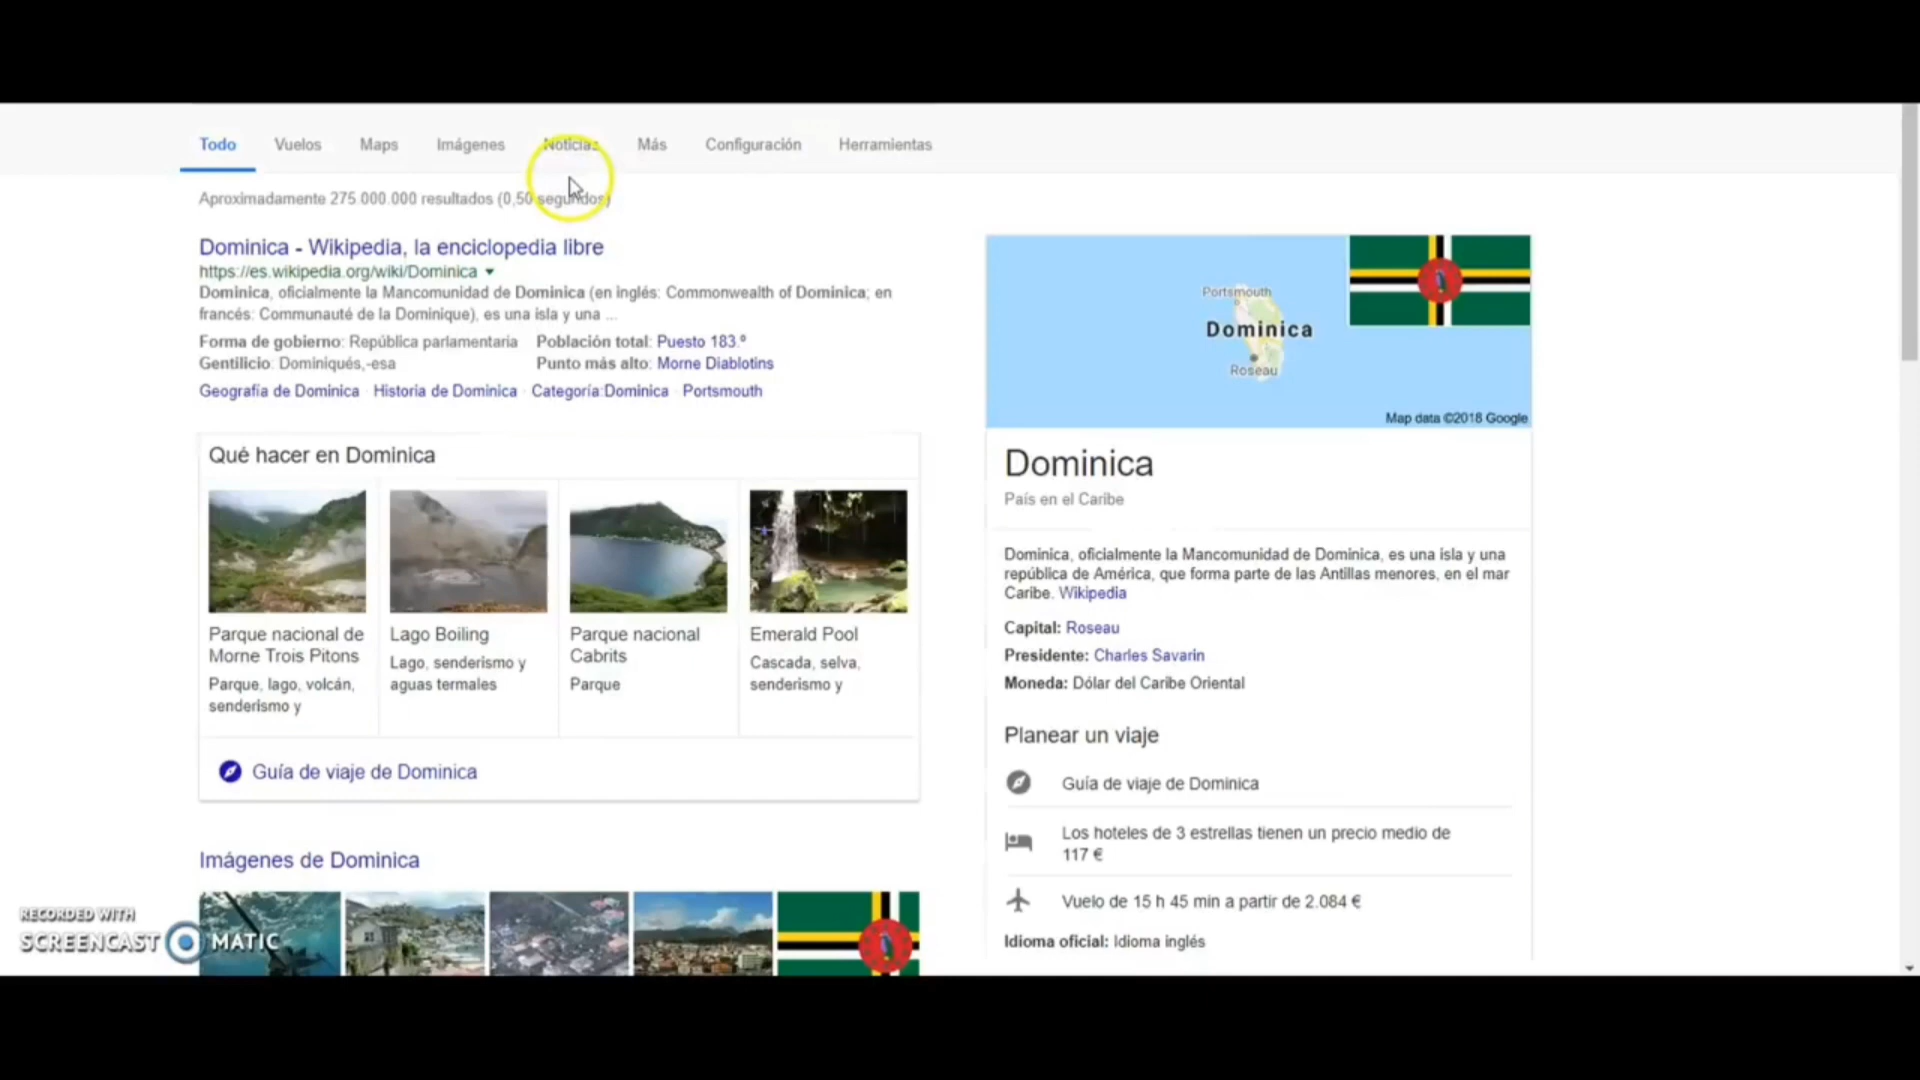 Todo Vuelos Maps Imágenes Noticias Más Configuración Herramientas
Aproximadamente 275.000.000 resultados (0,50 segundos)
Dominica - Wikipedia, la enciclopedia libre
https://es.wikipedia.org/wiki/Dominica
Dominica, oficialmente la Mancomunidad de Dominica (en inglés: Commonwealth of Dominica; en
francés: Communauté de la Dominique), es una isla y una ...
Forma de gobierno: República parlamentaria Población total: Puesto 183.º
Gentilicio: Dominiqués,-esa Punto más alto: Morne Diablotins
Geografía de Dominica · Historia de Dominica · Categoría:Dominica · Portsmouth
Qué hacer en Dominica
Parque nacional de
Morne Trois Pitons
Parque, lago, volcán,
senderismo y
Lago Boiling
Lago, senderismo y
aguas termales
Parque nacional
Cabrits
Parque
Emerald Pool
Cascada, selva,
senderismo y
Guía de viaje de Dominica
Imágenes de Dominica
Portsmouth
Dominica
Roseau
Map data ©2018 Google
Dominica
País en el Caribe
Dominica, oficialmente la Mancomunidad de Dominica, es una isla y una
república de América, que forma parte de las Antillas menores, en el mar
Caribe. Wikipedia
Capital: Roseau
Presidente: Charles Savarin
Moneda: Dólar del Caribe Oriental
Planear un viaje
Guía de viaje de Dominica
Los hoteles de 3 estrellas tienen un precio medio de
117 €
Vuelo de 15 h 45 min a partir de 2.084 €
Idioma oficial: Idioma inglés
RECORDED WITH
SCREENCAST MATIC